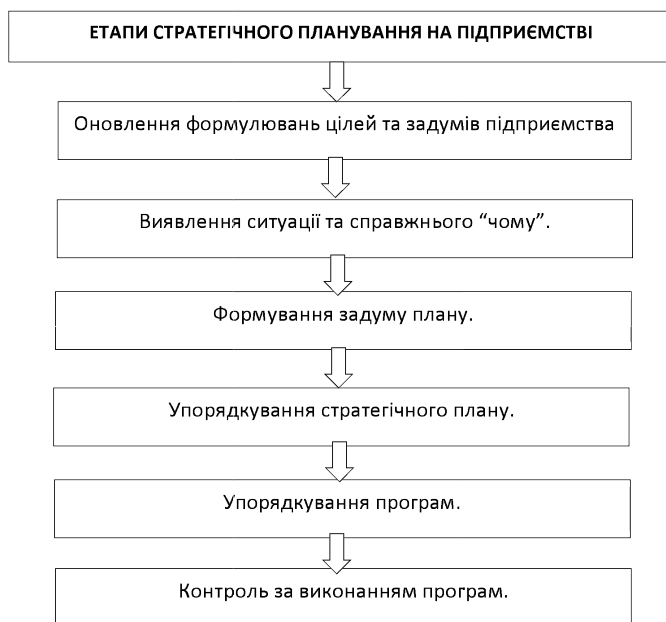 ЕТАПИ СТРАТЕГІЧНОГО ПЛАНУВАННЯ НА ПІДПРИЄМСТВІ
Оновлення формулювань цілей та задумів підприємства
Виявлення ситуації та справжнього “чому”.
Формування задуму плану.
Упорядкування стратегічного плану.
Упорядкування програм.
Контроль за виконанням програм.